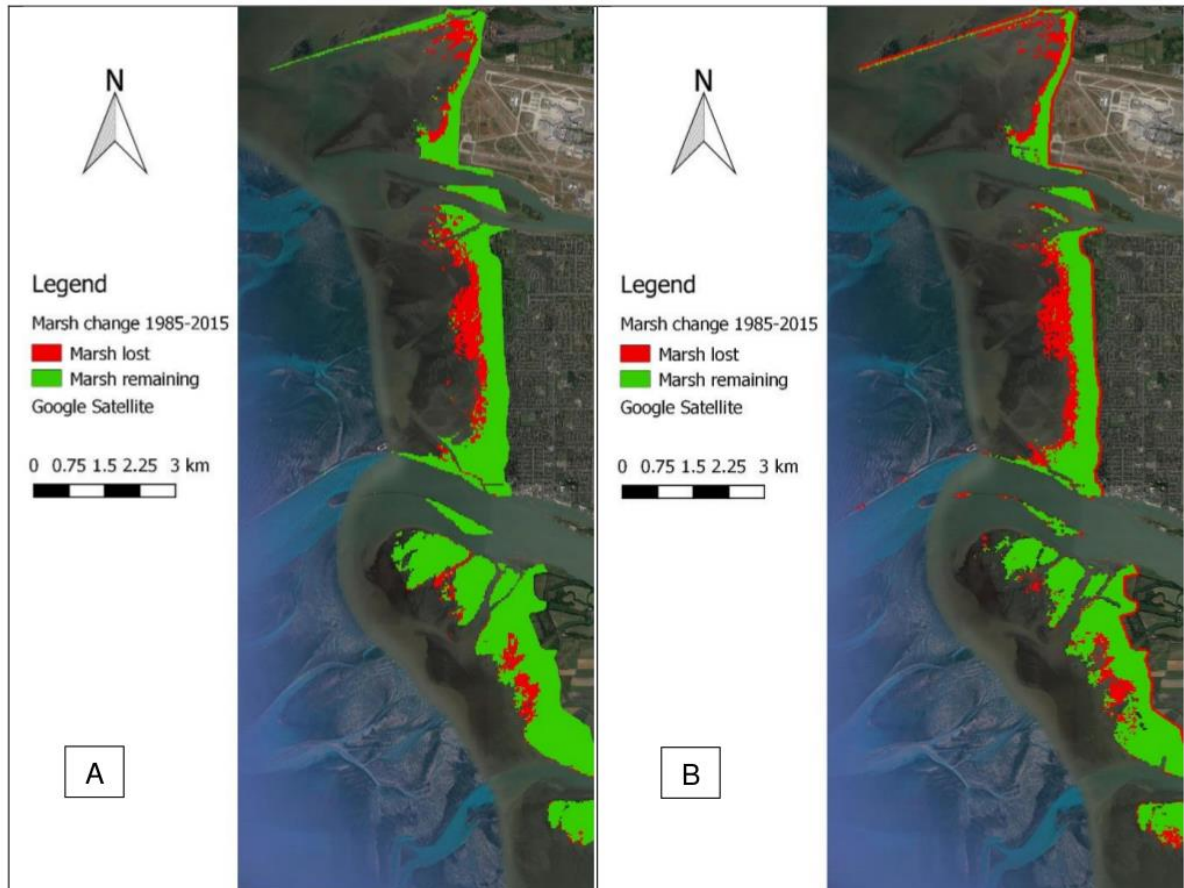 N
Legend
Marsh change 1985-2015
Marsh lost
Marsh remaining
Google Satellite
0 0.75 1.5 2.25 3 km
A
N
Legend
Marsh change 1985-2015
Marsh lost
Marsh remaining
Google Satellite
0 0.75 1.5 2.25 3 km
B